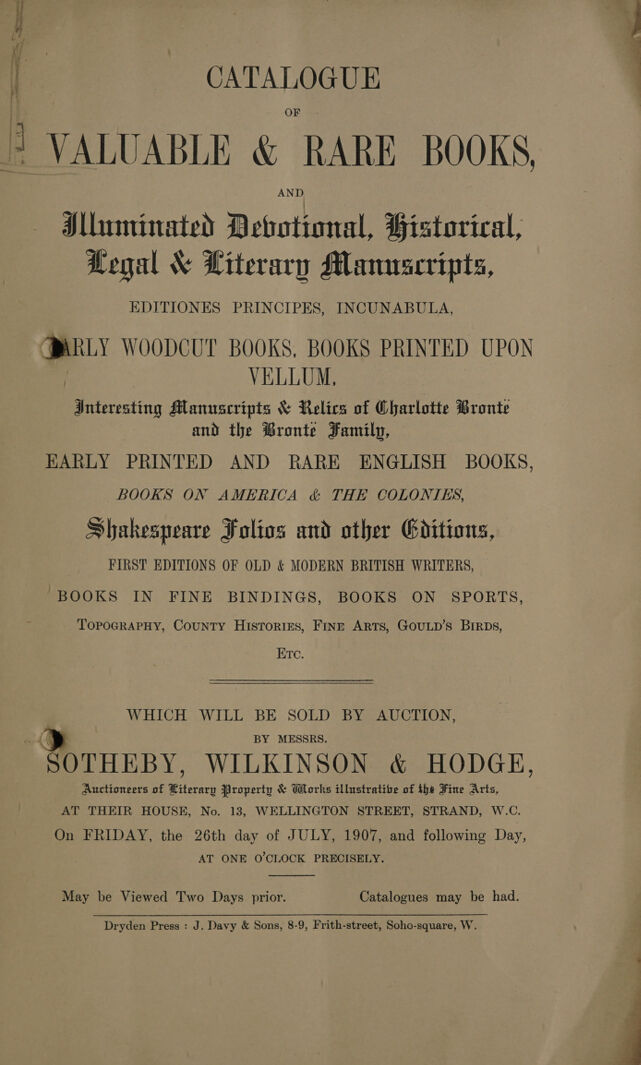 CATALOGUE
OF
VALUABLE & RARE BOOKS,
AND
Illuminated Devotional, Historical,
Legal & Literary Manuscripts,
EDITIONES PRINCIPES, INCUNABULA,
EARLY WOODCUT BOOKS, BOOKS PRINTED UPON
VELLUM,
Interesting Manuscripts & Relics of Charlotte Brontë
and the Brontë Family,
EARLY PRINTED AND RARE ENGLISH BOOKS,
BOOKS ON AMERICA & THE COLONIES,
Shakespeare Folios and other Editions,
FIRST EDITIONS OF OLD & MODERN BRITISH WRITERS,
BOOKS IN FINE BINDINGS, BOOKS ON SPORTS,
TOPOGRAPHY, COUNTY HISTORIES, FINE ARTS, GOULD'S BIRDS,
ETC.
WHICH WILL BE SOLD BY AUCTION,
BY MESSRS.
SOTHEBY, WILKINSON & HODGE,
Auctioneers of Literary Property & Works illustrative of the Fine Arts,
AT THEIR HOUSE, No. 13, WELLINGTON STREET, STRAND, W.C.
On FRIDAY, the 26th day of JULY, 1907, and following Day,
AT ONE O'CLOCK PRECISELY.
May be Viewed Two Days prior. Catalogues may be had.
Dryden Press : J. Davy & Sons, 8-9, Frith-street, Soho-square, W.